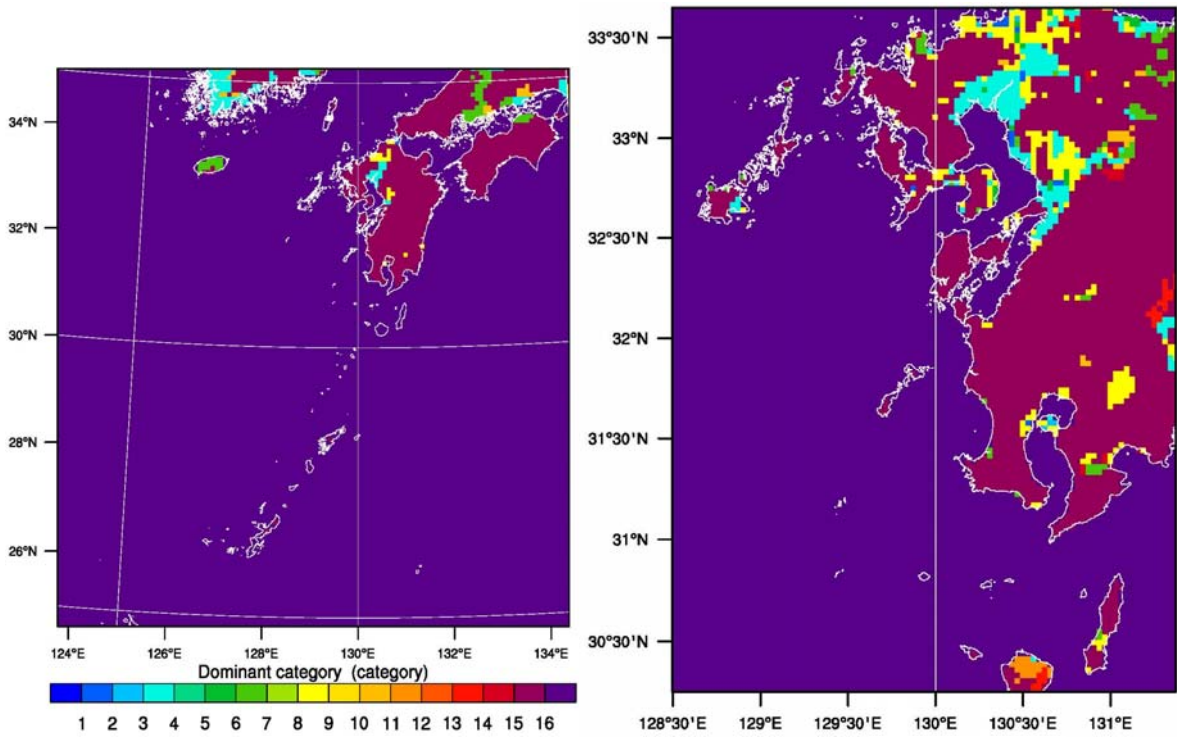 34°N
32°N
30°N
28°N
26°N
124°E 126°E 128°E 130°E 132°E 134°E
Dominant category (category)
1 2 3 4 5 6 7 8 9 10 11 12 13 14 15 16
33°30'N
33°N
32°30'N
32°N
31°30'N
31°N
30°30'N
128°30'E 129°E 129°30'E 130°E 130°30'E 131°E